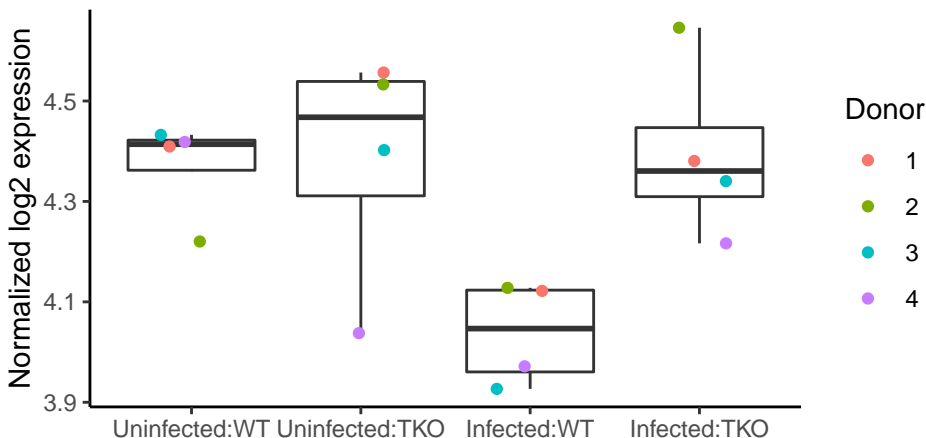 Normalized log2 expression
4.5
4.3
4.1
3.9
Uninfected:WT Uninfected:TKO Infected:WT Infected:TKO
Donor
1
2
3
4